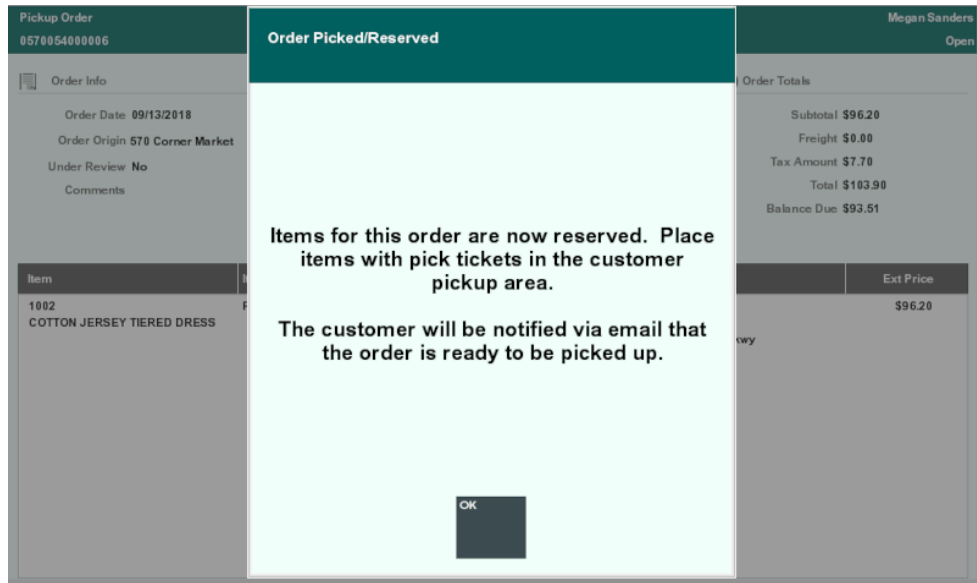 Pickup Order
Megan Sanders
0570054000006
Open
Order Picked/Reserved
Order Info
Order Totals
Order Date 09/13/2018
Order Origin 570 Corner Market
Under Review No
Comments
Subtotal $96.20
Freight $0.00
Tax Amount $7.70
Total $103.90
Balance Due $93.51
Items for this order are now reserved. Place
items with pick tickets in the customer
pickup area.
The customer will be notified via email that
the order is ready to be picked up.
Item
Ext Price
1002
$96.20
COTTON JERSEY TIERED DRESS
OK